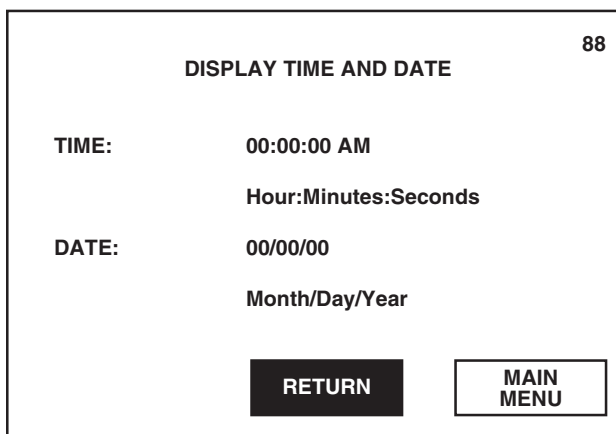 88
DISPLAY TIME AND DATE
TIME: 00:00:00 AM
Hour:Minutes:Seconds
DATE: 00/00/00
Month/Day/Year
RETURN
MAIN
MENU